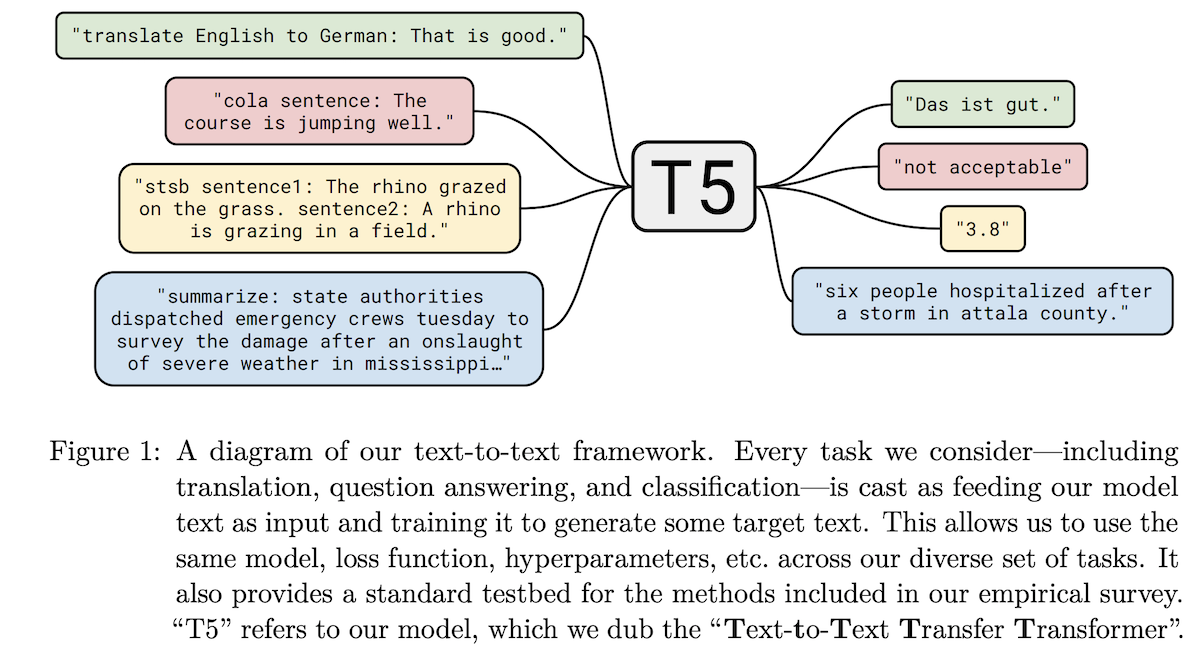 "translate English to German: That is good."
"cola sentence: The
course is jumping well."
"stsb sentence1: The rhino grazed
on the grass. sentence2: A rhino
is grazing in a field."
"summarize: state authorities
dispatched emergency crews tuesday to
survey the damage after an onslaught
of severe weather in mississippi…"
T5
"Das ist gut."
"not acceptable"
"3.8"
"six people hospitalized after
a storm in attala county."
Figure 1: A diagram of our text-to-text framework. Every task we consider—including
translation, question answering, and classification—is cast as feeding our model
text as input and training it to generate some target text. This allows us to use the
same model, loss function, hyperparameters, etc. across our diverse set of tasks. It
also provides a standard testbed for the methods included in our empirical survey.
“T5” refers to our model, which we dub the “Text-to-Text Transfer Transformer”.